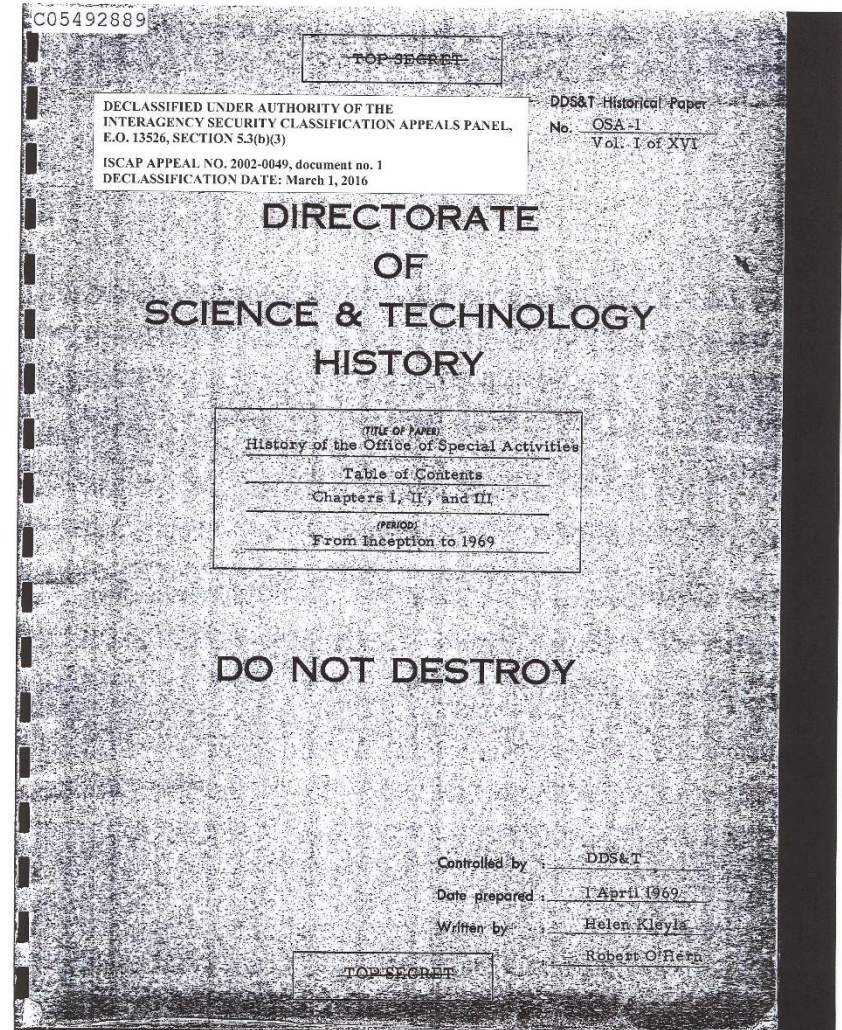 C05492889
TOP SECRET
DECLASSIFIED UNDER AUTHORITY OF THE
INTERAGENCY SECURITY CLASSIFICATION APPEALS PANEL,
E.O. 13526, SECTION 5.3(b)(3)
ISCAP APPEAL NO. 2002-0049, document no. 1
DECLASSIFICATION DATE: March 1, 2016
DDS&T Historical Paper
No. OSA-1
Vol. I of XVI
DIRECTORATE
OF
SCIENCE & TECHNOLOGY
HISTORY
(TITLE OF PAPER)
History of the Office of Special Activities
Table of Contents
Chapters I, II, and III
(PERIOD)
From Inception to 1969
DO NOT DESTROY
Controlled by : DDS&T
Date prepared : 1 April 1969
Written by : Helen Kleyla
Robert O'Hern
TOP SECRET